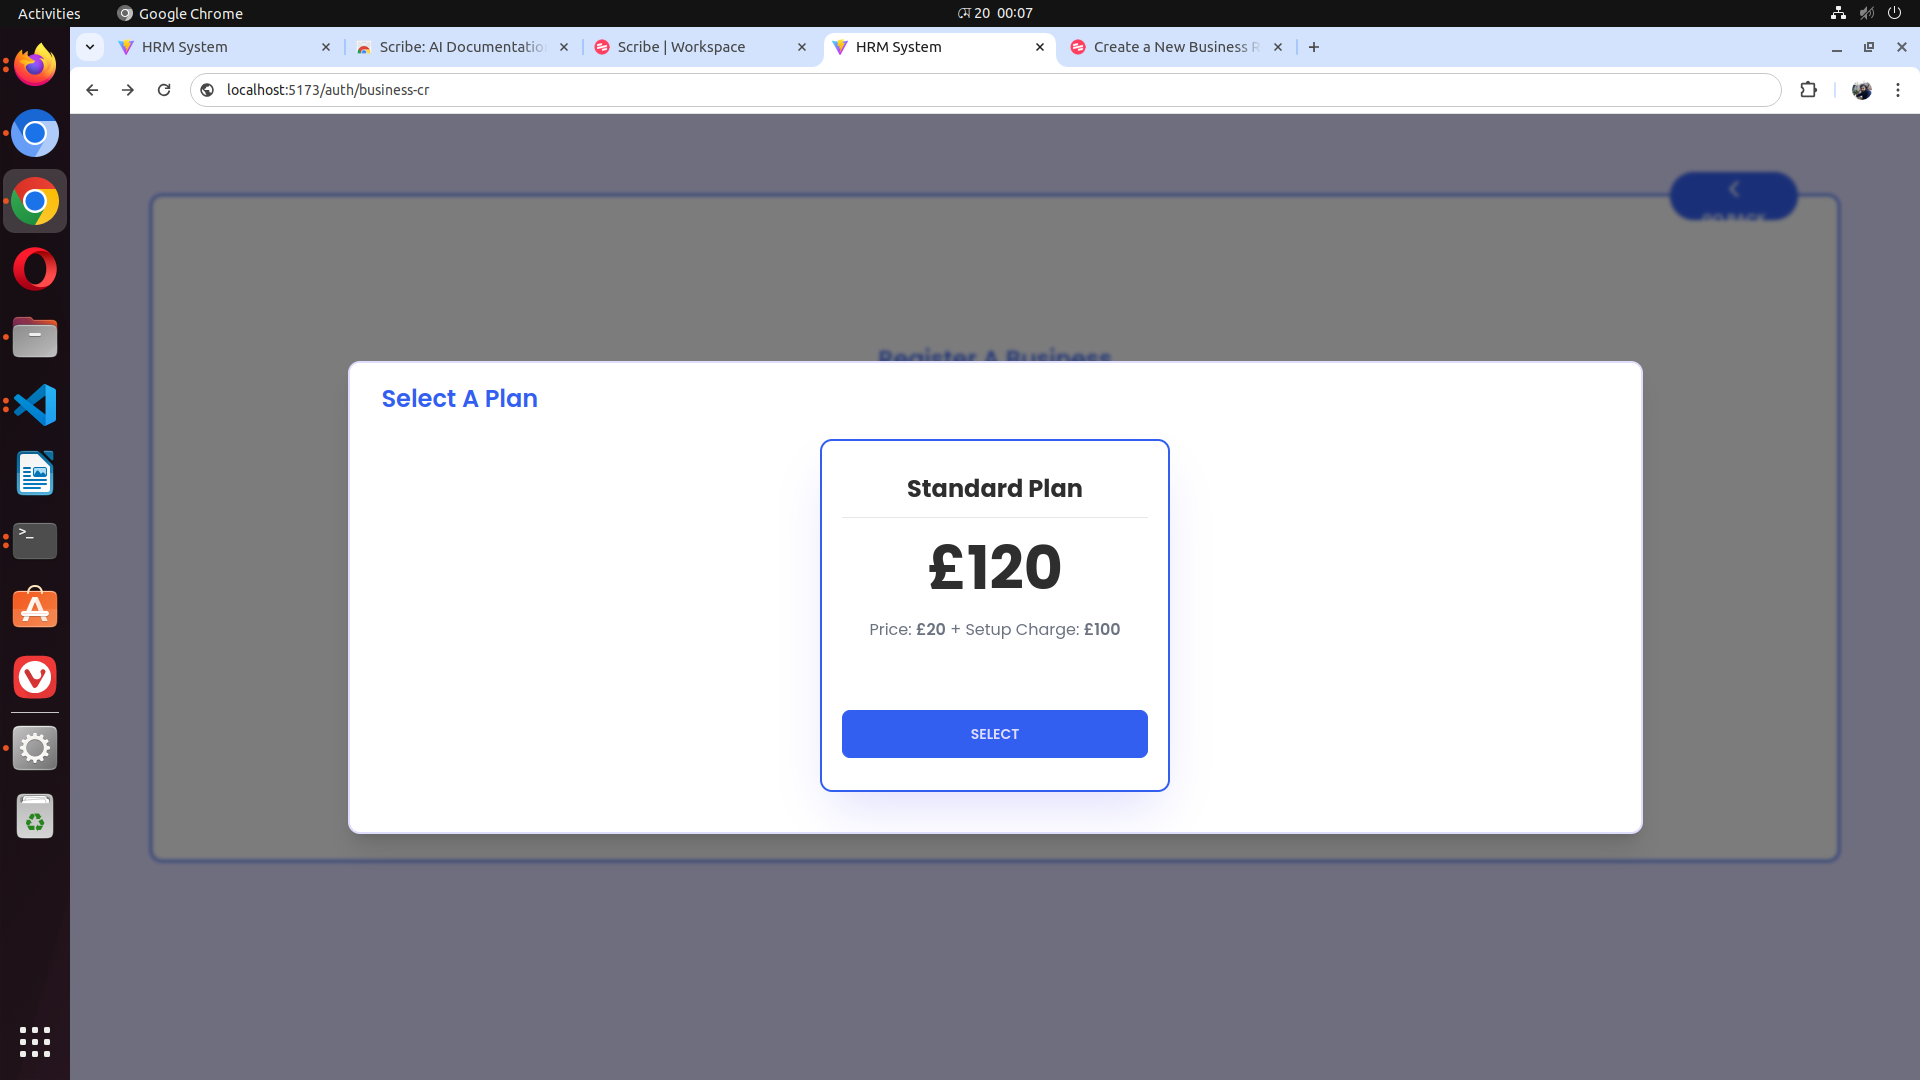 Activities
Google Chrome
মে 20 00:07
HRM System
Scribe: AI Documentatio
Scribe | Workspace
HRM System
Create a New Business R
localhost:5173/auth/business-cr
Register A Business
Select A Plan
Standard Plan
£120
Price: £20 + Setup Charge: £100
SELECT